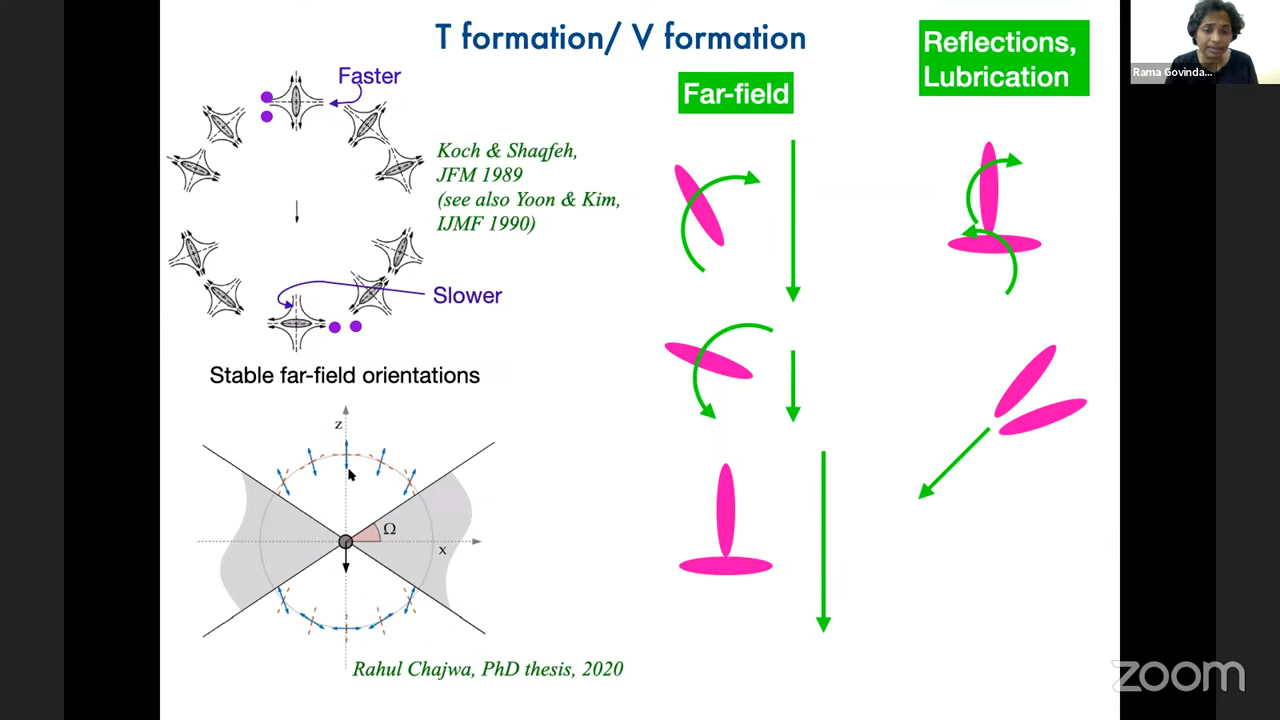 T formation/ V formation
Reflections,
Lubrication
Rama Govinda...
Faster
Far-field
Koch & Shaqfeh,
JFM 1989
(see also Yoon & Kim,
IJMF 1990)
Slower
Stable far-field orientations
z
Ω
x
Rahul Chajwa, PhD thesis, 2020
zoom